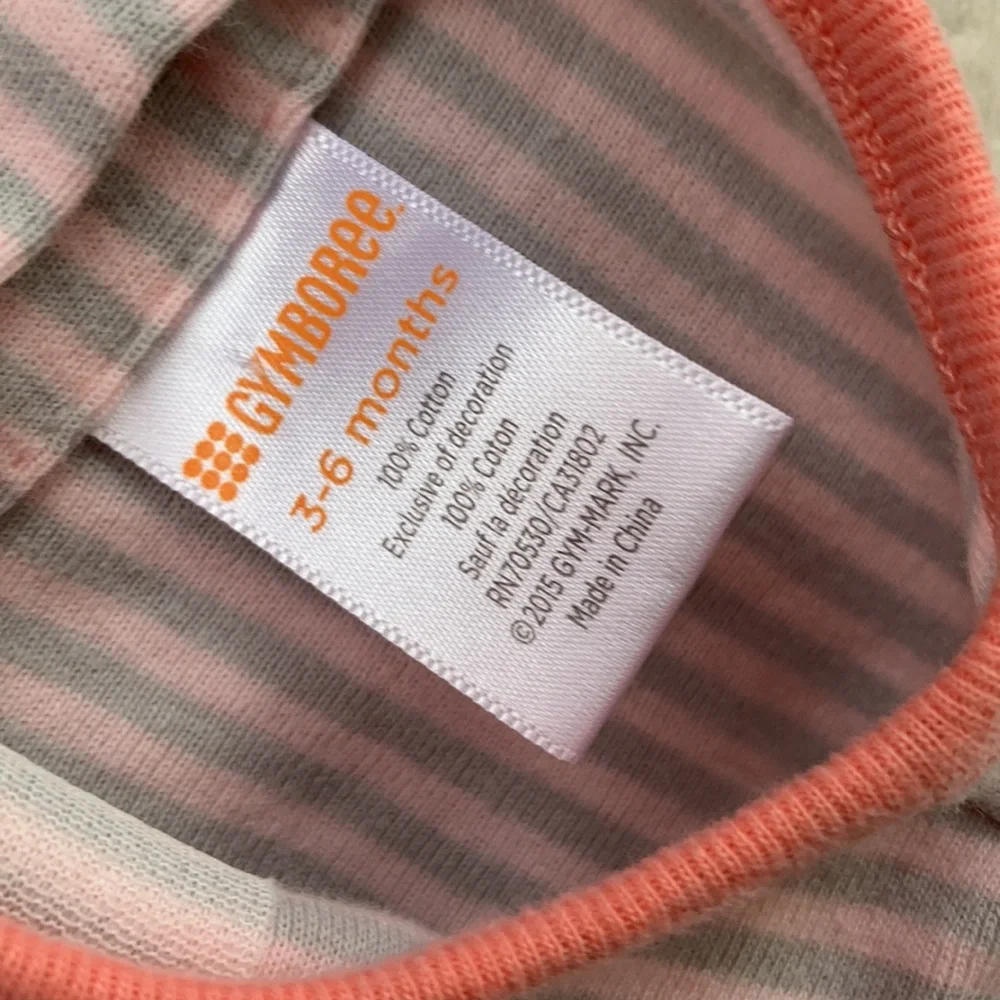 GYMBOREE
3-6 months
100% Cotton
Exclusive of decoration
100% Coton
Sauf la décoration
RN70530/CA31802
©2015 GYM-MARK, INC.
Made in China